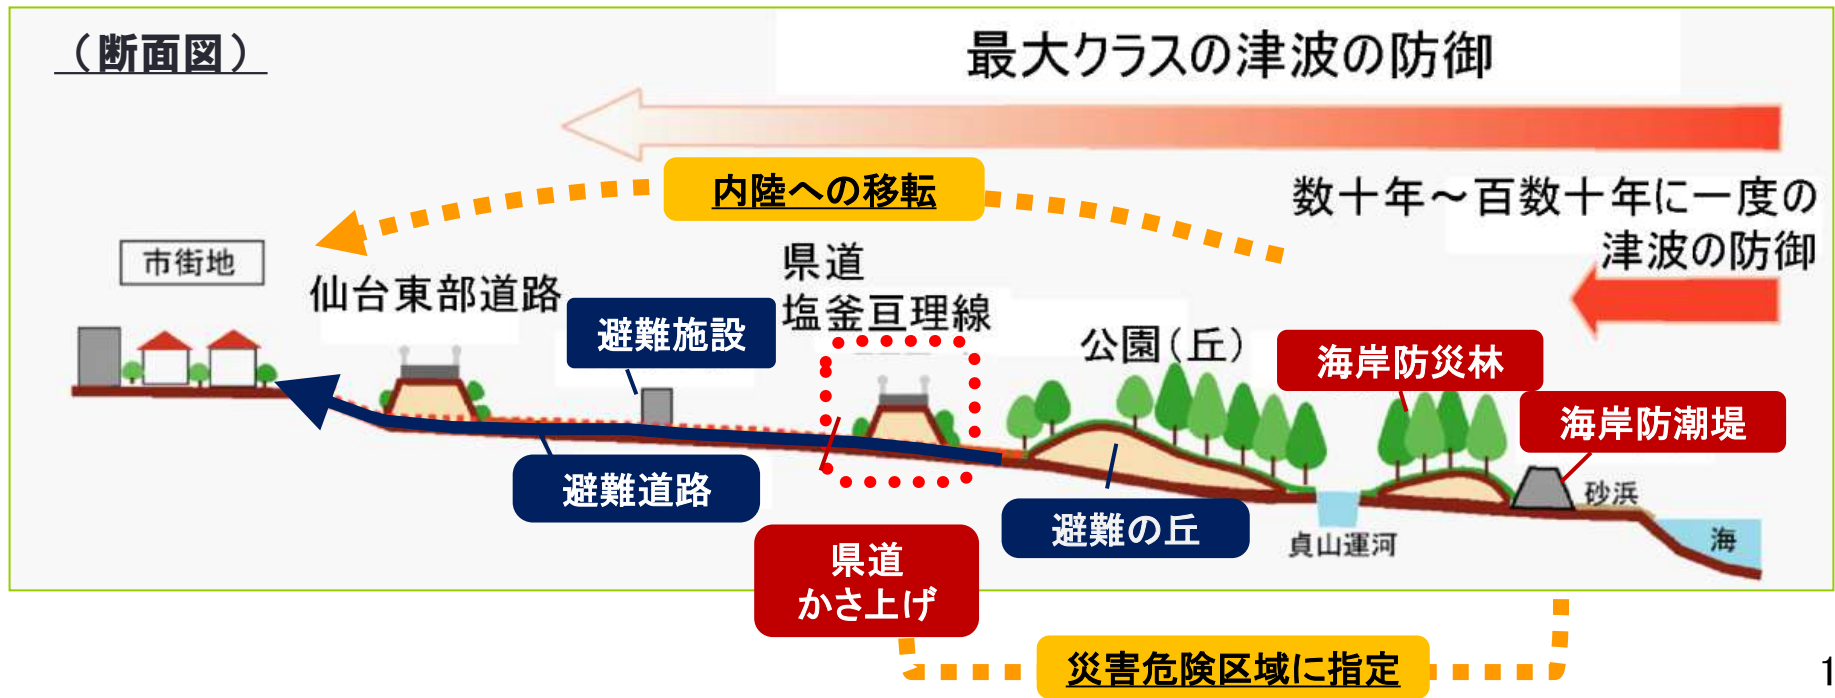 （断面図）
最大クラスの津波の防御
内陸への移転
数十年～百数十年に一度の
津波の防御
市街地
仙台東部道路
避難施設
県道
塩釜亘理線
公園（丘）
海岸防災林
海岸防潮堤
避難道路
避難の丘
砂浜
貞山運河
海
県道
かさ上げ
災害危険区域に指定
1